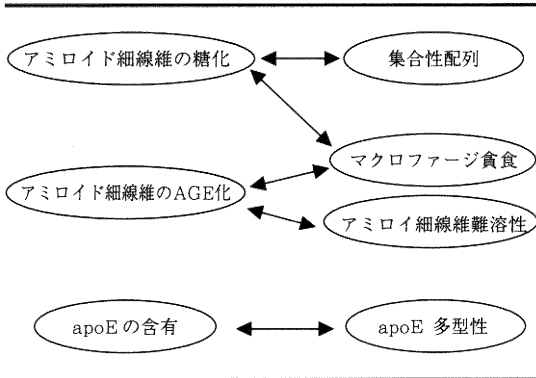 アミロイド細線維の糖化
集合性配列
マクロファージ貪食
アミロイド細線維のAGE化
アミロイ細線維難溶性
apoEの含有
apoE 多型性